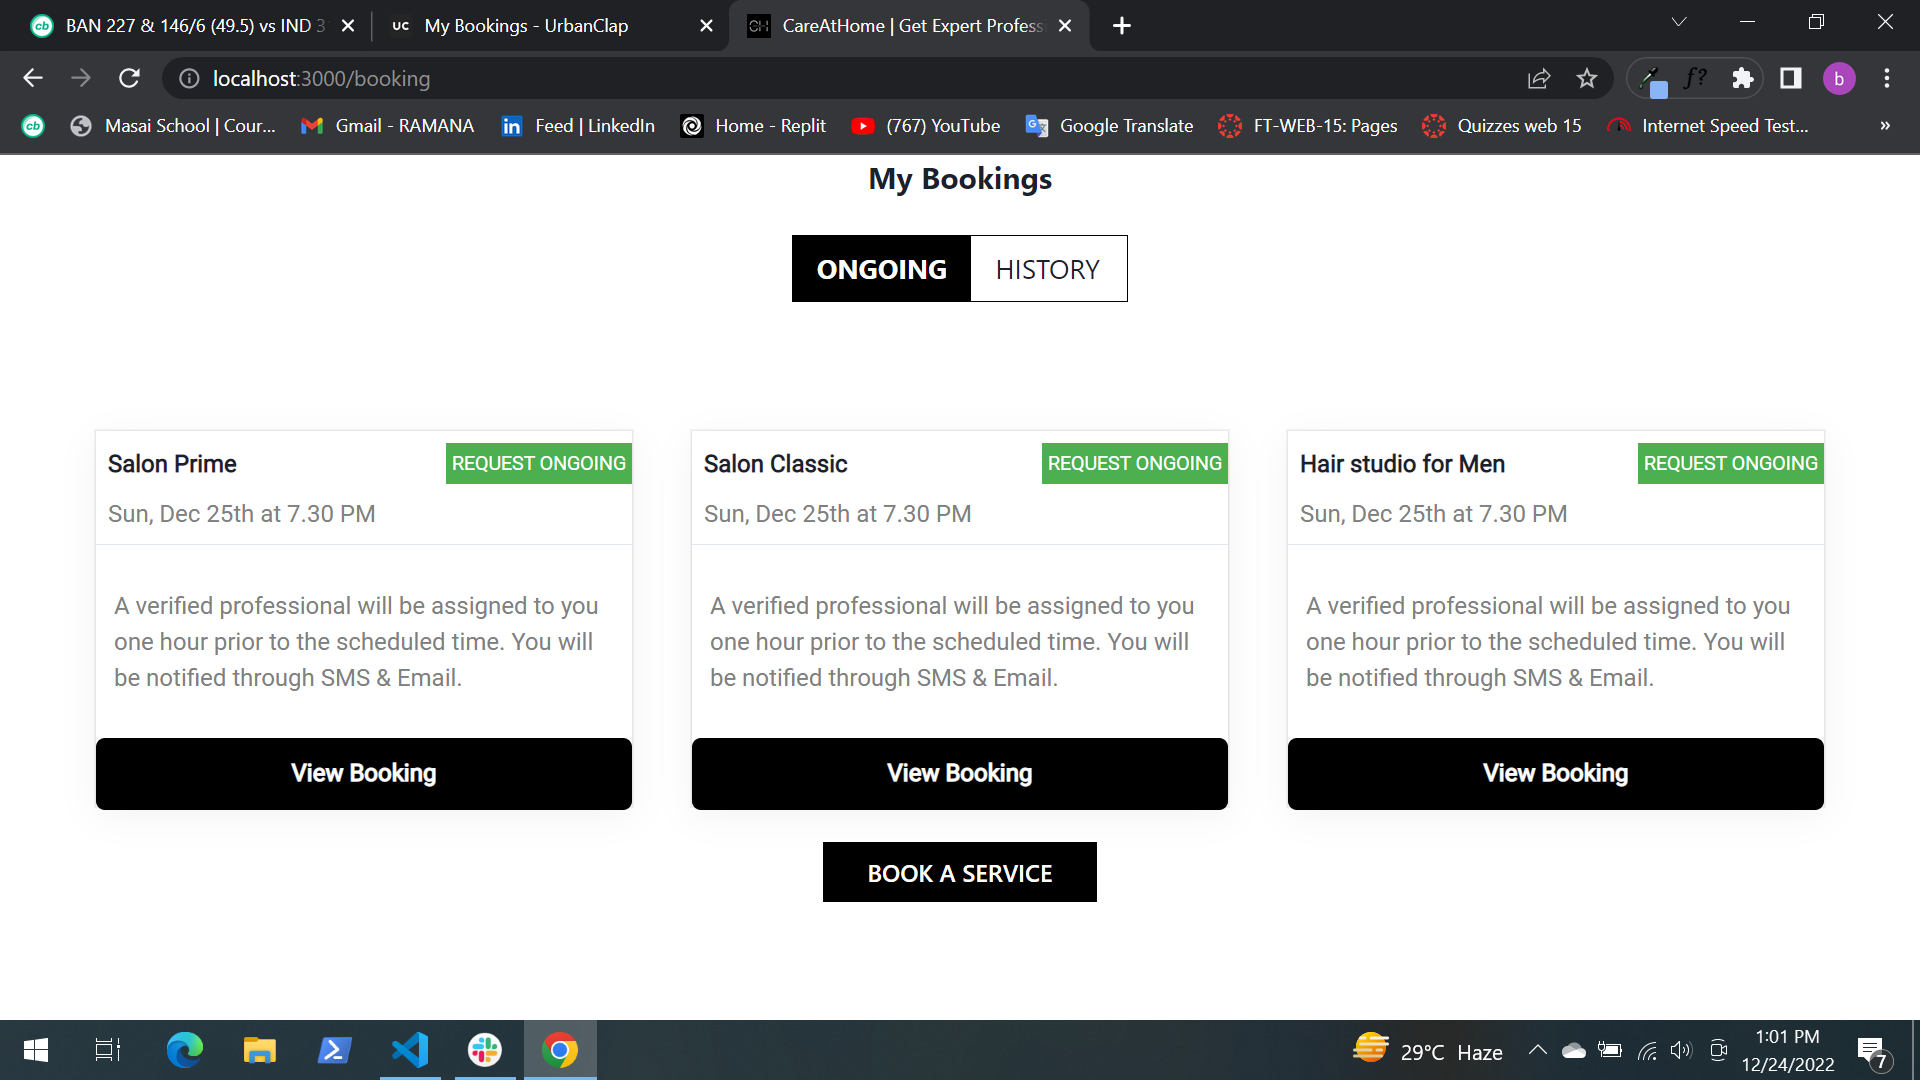 cb BAN 227 & 146/6 (49.5) vs IND 3
UC My Bookings - UrbanClap
CH CareAtHome | Get Expert Profess
localhost:3000/booking
f?
b
cb
Masai School | Cour...
Gmail - RAMANA
in Feed | LinkedIn
Home - Replit
(767) YouTube
Google Translate
FT-WEB-15: Pages
Quizzes web 15
Internet Speed Test...
»
My Bookings
ONGOING
HISTORY
Salon Prime
REQUEST ONGOING
Sun, Dec 25th at 7.30 PM
A verified professional will be assigned to you
one hour prior to the scheduled time. You will
be notified through SMS & Email.
View Booking
Salon Classic
REQUEST ONGOING
Sun, Dec 25th at 7.30 PM
A verified professional will be assigned to you
one hour prior to the scheduled time. You will
be notified through SMS & Email.
View Booking
Hair studio for Men
REQUEST ONGOING
Sun, Dec 25th at 7.30 PM
A verified professional will be assigned to you
one hour prior to the scheduled time. You will
be notified through SMS & Email.
View Booking
BOOK A SERVICE
29°C Haze
1:01 PM
12/24/2022
7